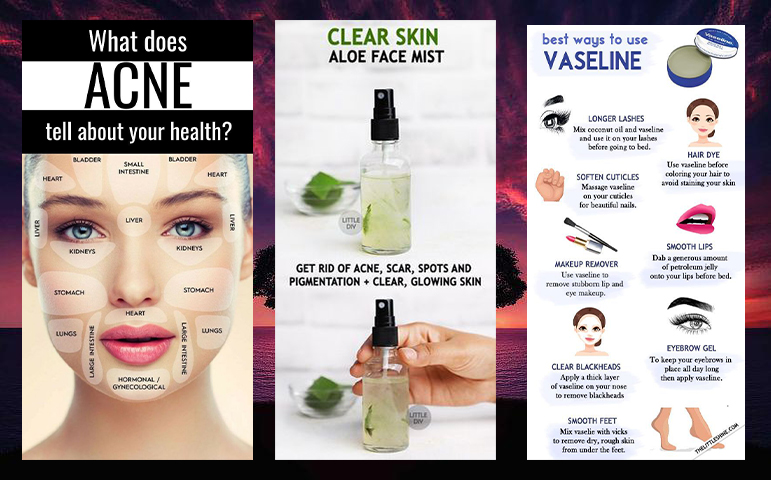 What does
ACNE
tell about your health?
BLADDER
SMALL
INTESTINE
BLADDER
HEART
HEART
LIVER
LIVER
LIVER
KIDNEYS
KIDNEYS
STOMACH
STOMACH
HEART
LUNGS
LARGE INTESTINE
LARGE INTESTINE
LUNGS
HORMONAL /
GYNECOLOGICAL
CLEAR SKIN
ALOE FACE MIST
LITTLE
DIV
GET RID OF ACNE, SCAR, SPOTS AND
PIGMENTATION + CLEAR, GLOWING SKIN
LITTLE
DIV
best ways to use
VASELINE
Vaseline
LONGER LASHES
Mix coconut oil and vaseline
and use it on your lashes
before going to bed.
HAIR DYE
Use vaseline before
coloring your hair to
avoid staining your skin
SOFTEN CUTICLES
Massage vaseline
on your cuticles
for beautiful nails.
SMOOTH LIPS
Dab a generous amount
of petroleum jelly
onto your lips before bed.
MAKEUP REMOVER
Use vaseline to
remove stubborn lip and
eye makeup.
EYEBROW GEL
To keep your eyebrows in
place all day long
then apply vaseline.
CLEAR BLACKHEADS
Apply a thick layer
of vaseline on your nose
to remove blackheads
SMOOTH FEET
Mix vaselie with vicks
to remove dry, rough skin
from under the feet.
THELITTLESHINE.COM